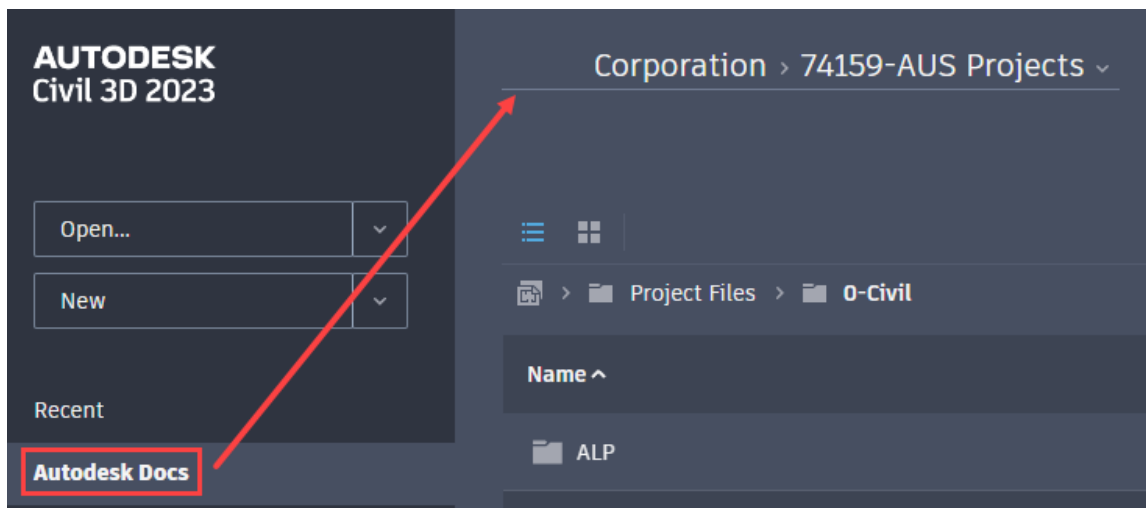 AUTODESK
Civil 3D 2023
Open...
New
Recent
Autodesk Docs
Corporation › 74159-AUS Projects
Project Files > 0-Civil
Name
ALP